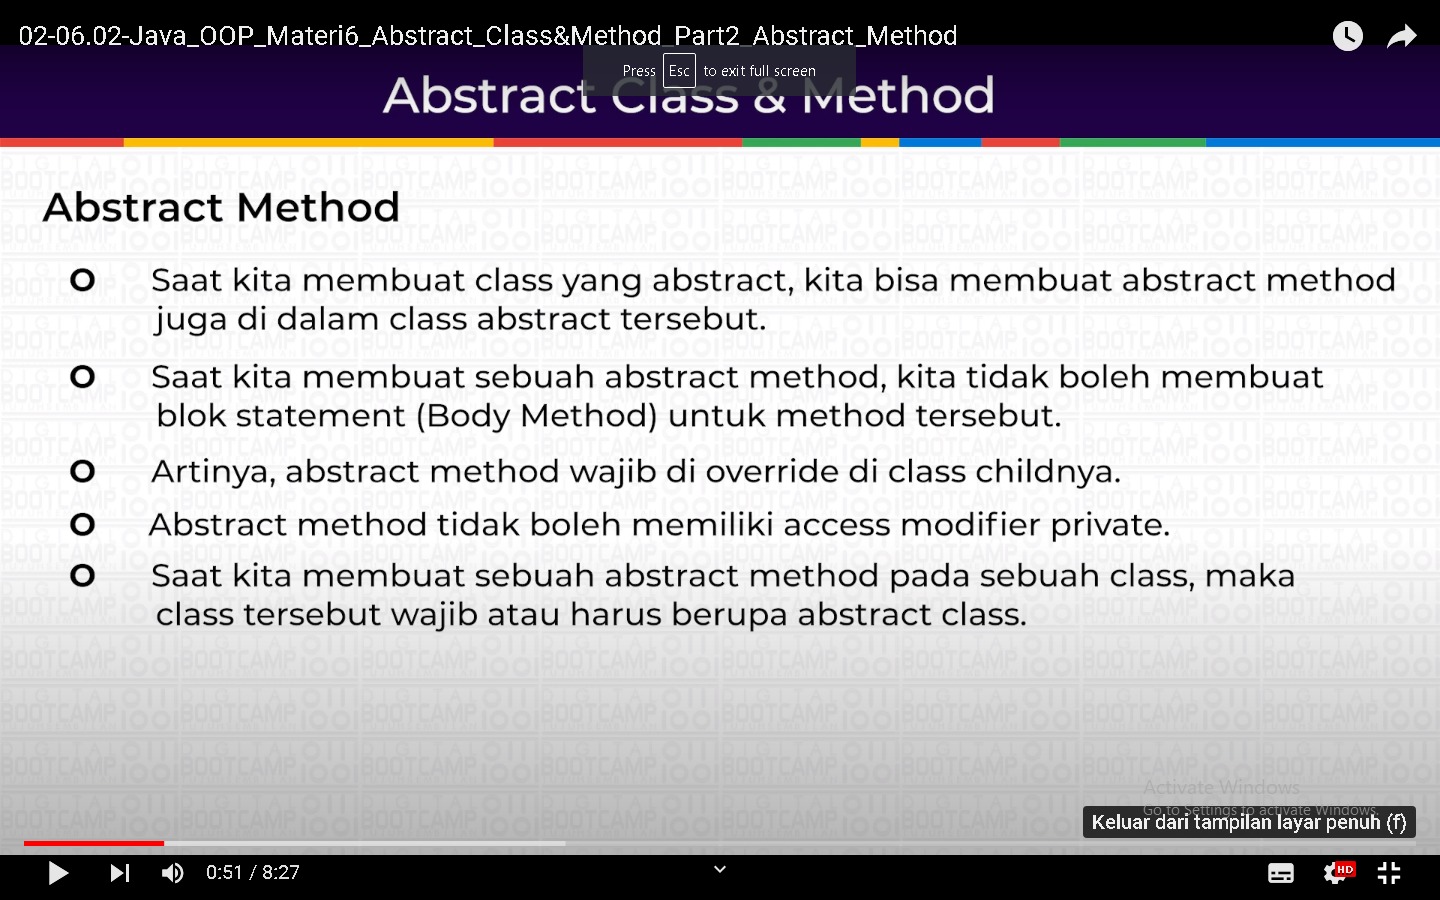 02-06.02-Java_OOP_Materi6_Abstract_Class&Method_Part2_Abstract_Method
Press Esc to exit full screen
Abstract Class & Method
Abstract Method
O Saat kita membuat class yang abstract, kita bisa membuat abstract method
juga di dalam class abstract tersebut.
O Saat kita membuat sebuah abstract method, kita tidak boleh membuat
blok statement (Body Method) untuk method tersebut.
O Artinya, abstract method wajib di override di class childnya.
O Abstract method tidak boleh memiliki access modifier private.
O Saat kita membuat sebuah abstract method pada sebuah class, maka
class tersebut wajib atau harus berupa abstract class.
Activate Windows
Go to Settings to activate Windows.
Keluar dari tampilan layar penuh (f)
0:51 / 8:27
HD